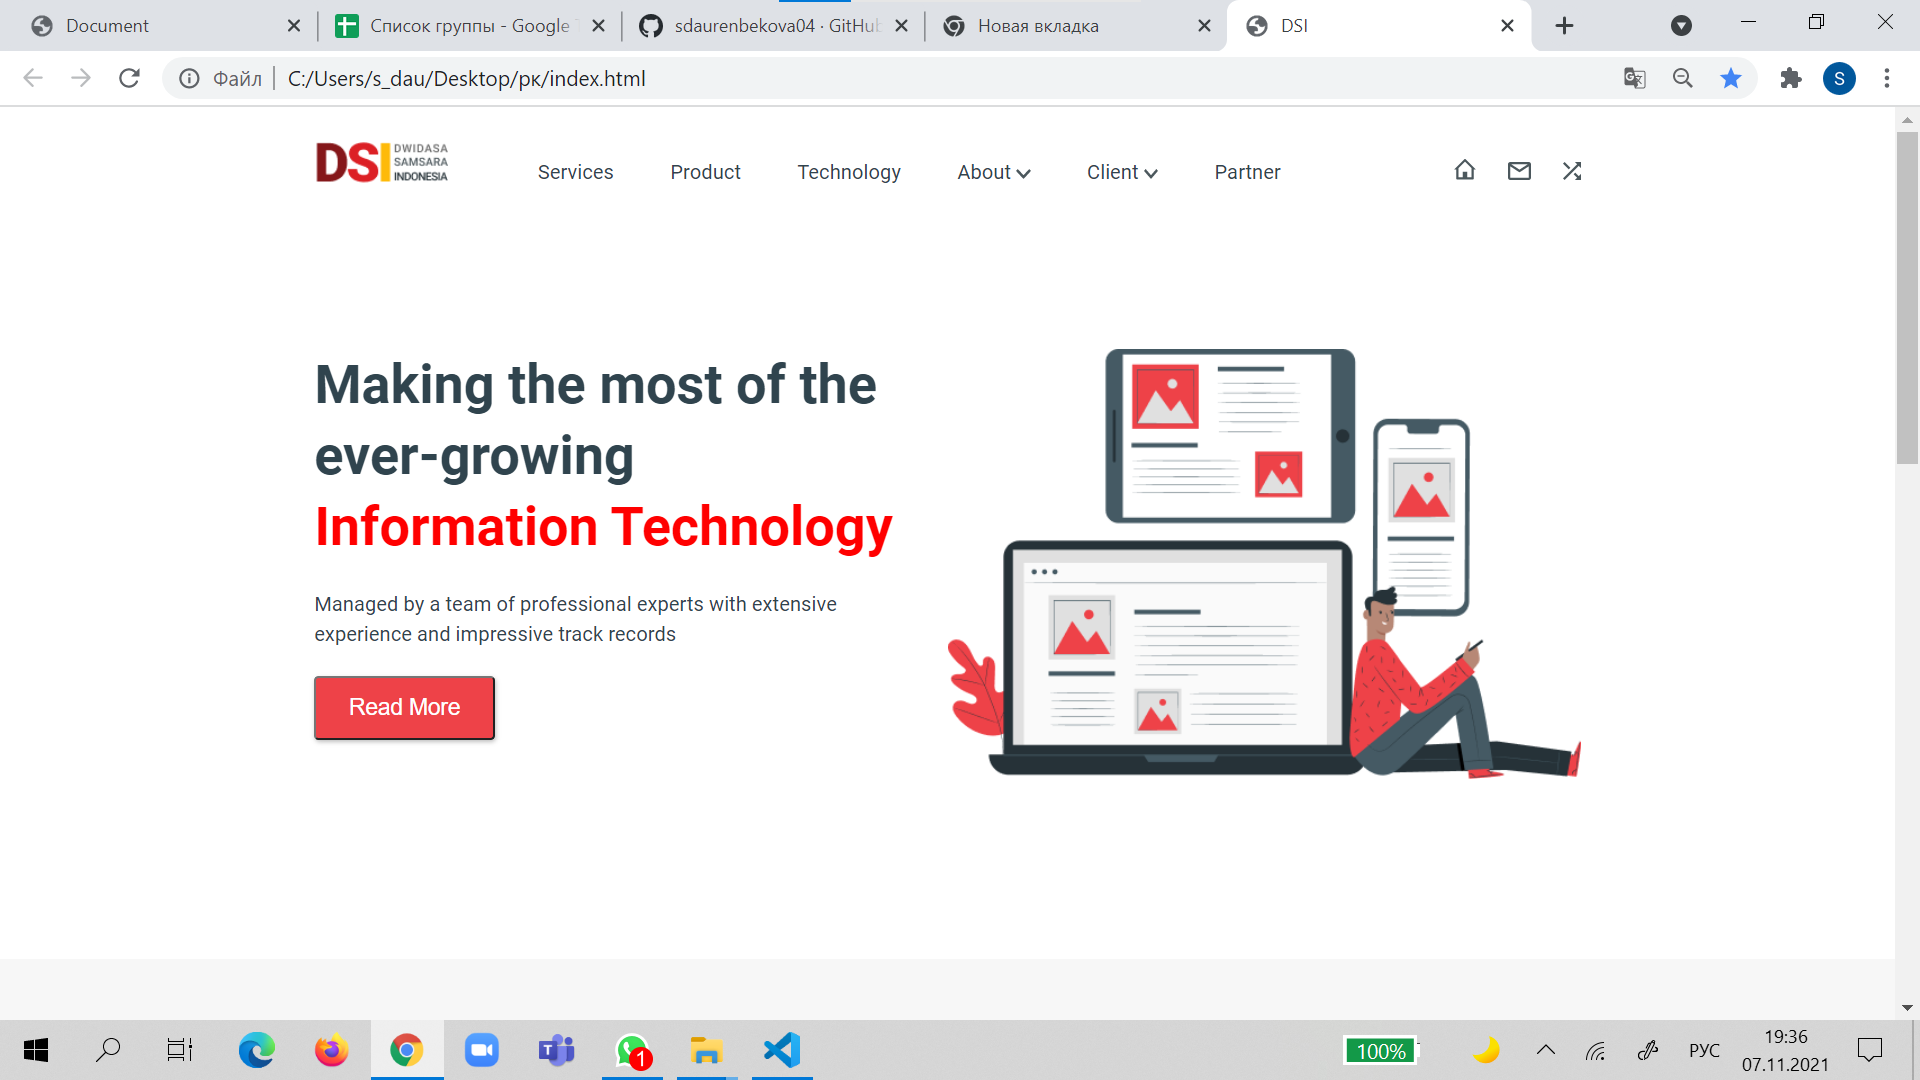 Document
Список группы - Google Т
sdaurenbekova04 · GitHub
Новая вкладка
DSI
Файл
C:/Users/s_dau/Desktop/рк/index.html
S
DSI DWIDASA
SAMSARA
INDONESIA
Services
Product
Technology
About
Client
Partner
Making the most of the
ever-growing
Information Technology
Managed by a team of professional experts with extensive
experience and impressive track records
Read More
1
100%
РУС
19:36
07.11.2021